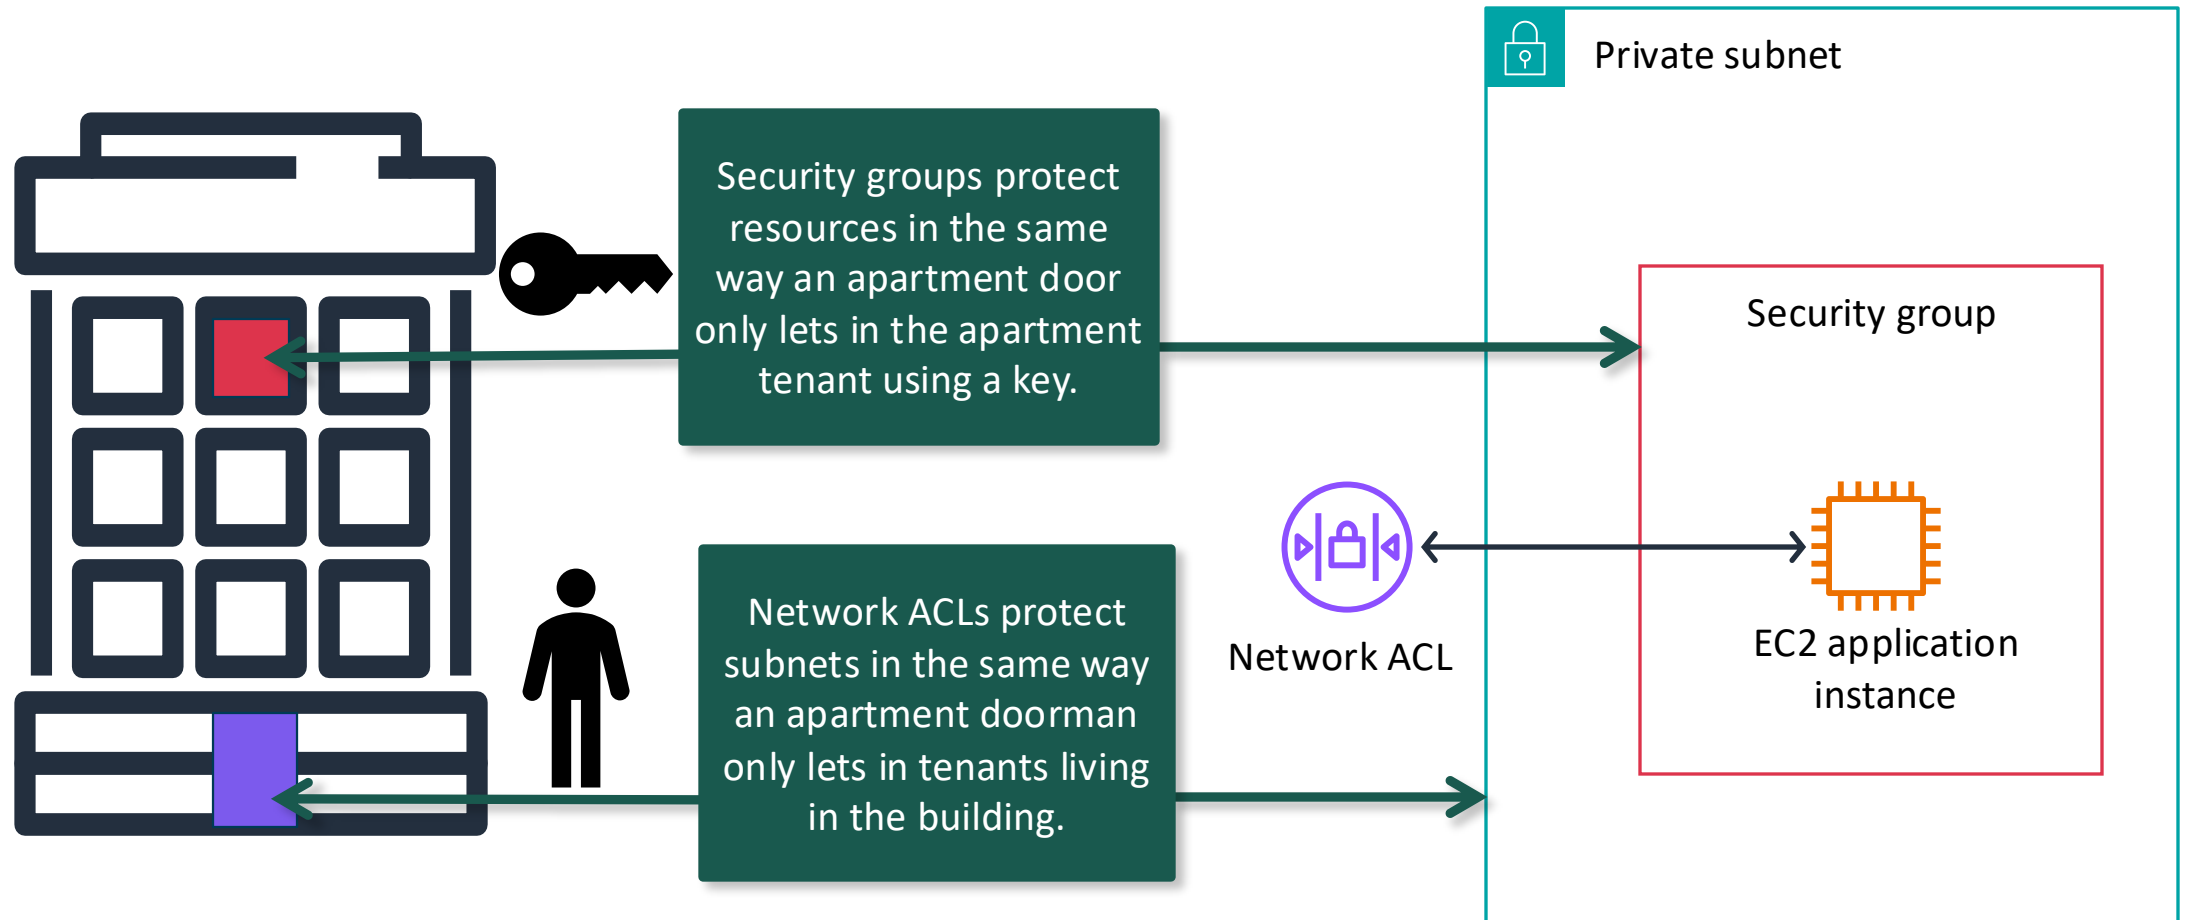 Private subnet
Security groups protect
resources in the same
way an apartment door
only lets in the apartment
tenant using a key.
Security group
Network ACLs protect
subnets in the same way
an apartment doorman
only lets in tenants living
in the building.
Network ACL
EC2 application
instance